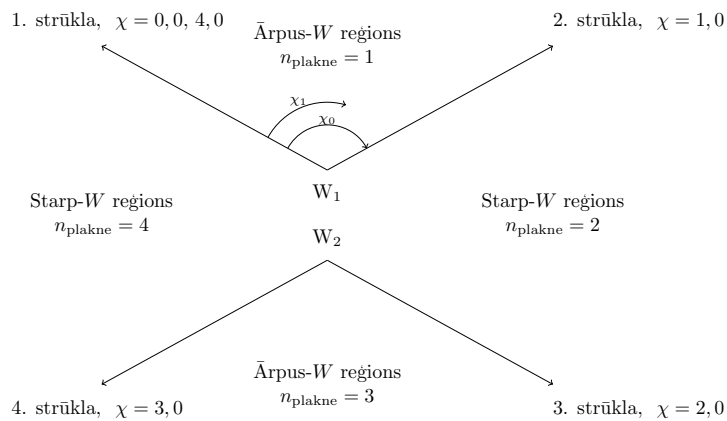 1. strūkla, χ = 0,0, 4,0
Ārpus-W reģions
n_plakne = 1
2. strūkla, χ = 1,0
χ₁
χ₀
W₁
Starp-W reģions
n_plakne = 4
Starp-W reģions
n_plakne = 2
W₂
Ārpus-W reģions
n_plakne = 3
4. strūkla, χ = 3,0
3. strūkla, χ = 2,0